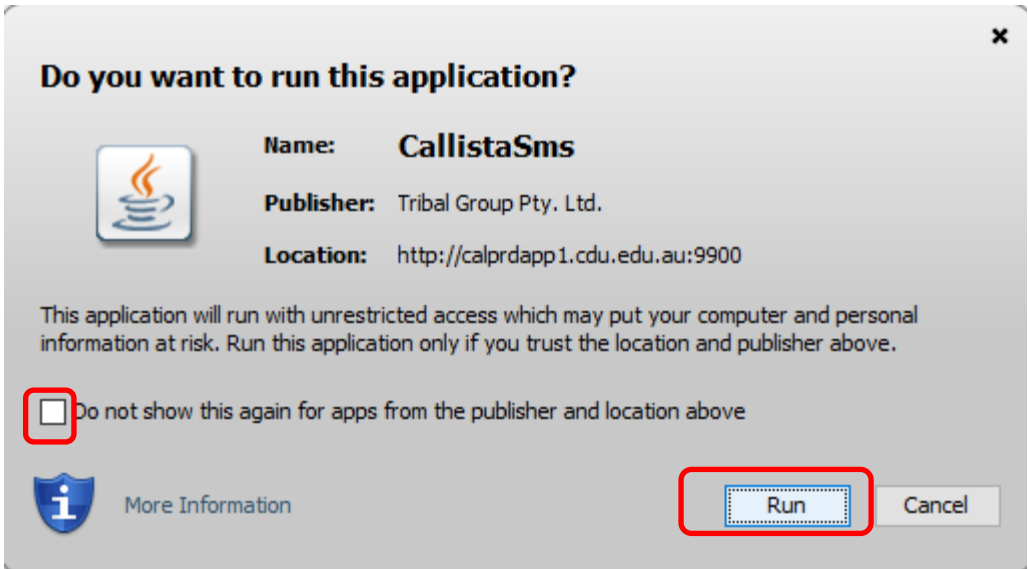 Do you want to run this application?
Name: CallistaSms
Publisher: Tribal Group Pty. Ltd.
Location: http://calprdapp1.cdu.edu.au:9900
This application will run with unrestricted access which may put your computer and personal
information at risk. Run this application only if you trust the location and publisher above.
Do not show this again for apps from the publisher and location above
More Information
Run Cancel